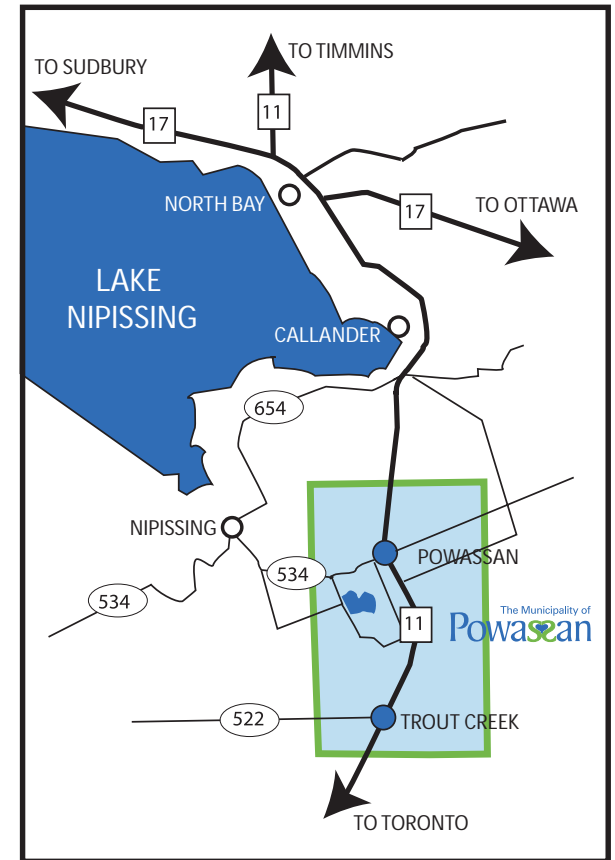 TO TIMMINS
TO SUDBURY
11
17
NORTH BAY
17
TO OTTAWA
LAKE
NIPISSING
CALLANDER
654
NIPISSING
POWASSAN
534
534
The Municipality of
Powassan
11
522
TROUT CREEK
TO TORONTO